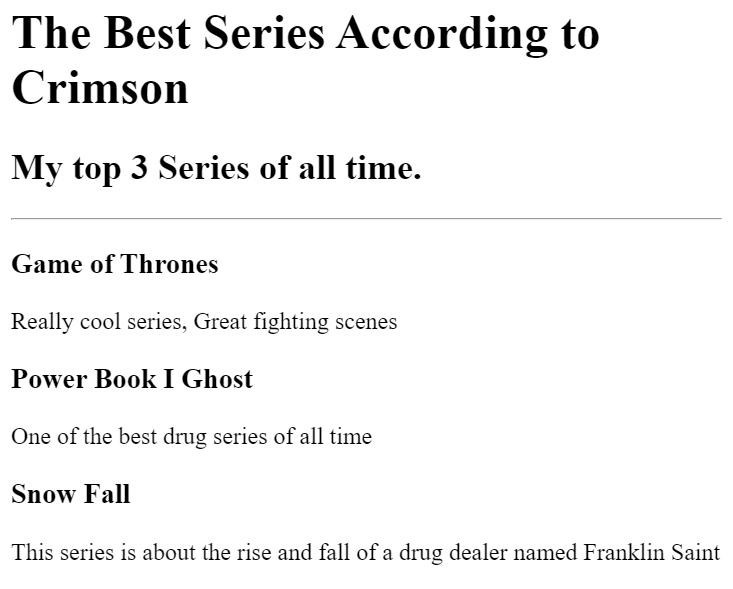 The Best Series According to
Crimson
My top 3 Series of all time.
Game of Thrones
Really cool series, Great fighting scenes
Power Book I Ghost
One of the best drug series of all time
Snow Fall
This series is about the rise and fall of a drug dealer named Franklin Saint